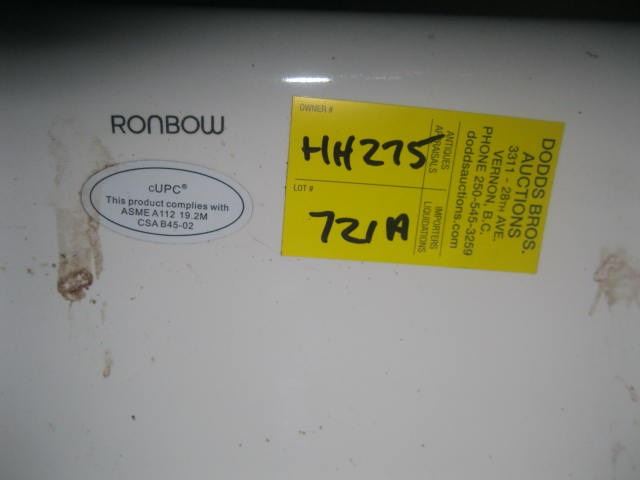 RONBOW
cUPC®
This product complies with
ASME A112 19.2M
CSA B45-02
OWNER #
HH275
LOT #
721A
ANTIQUES
APPRAISALS
IMPORTERS
LIQUIDATIONS
DODDS BROS.
AUCTIONS
3311 - 28TH AVE.
VERNON, B.C.
PHONE 250-545-3259
doddsauctions.com